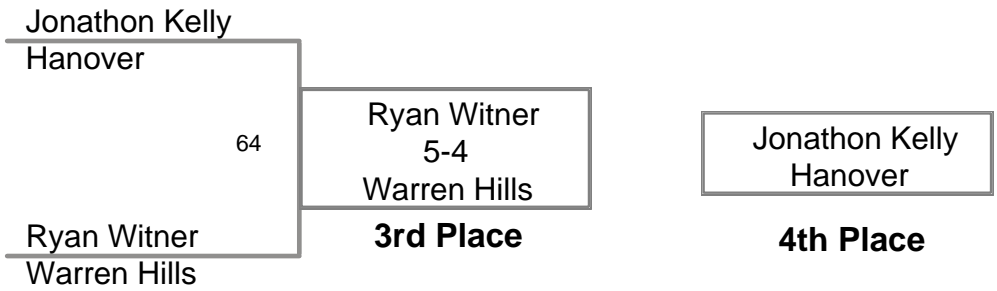 Jonathon Kelly
Hanover
64
Ryan Witner
Warren Hills
Ryan Witner
5-4
Warren Hills
3rd Place
Jonathon Kelly
Hanover
4th Place